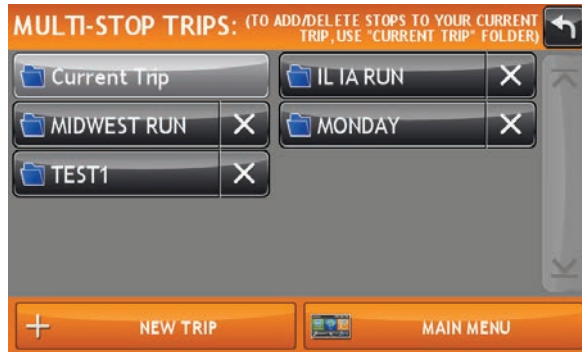 MULTI-STOP TRIPS: (TO ADD/DELETE STOPS TO YOUR CURRENT
TRIP, USE "CURRENT TRIP" FOLDER)
Current Trip
IL IA RUN
MIDWEST RUN
MONDAY
TEST1
NEW TRIP
MAIN MENU